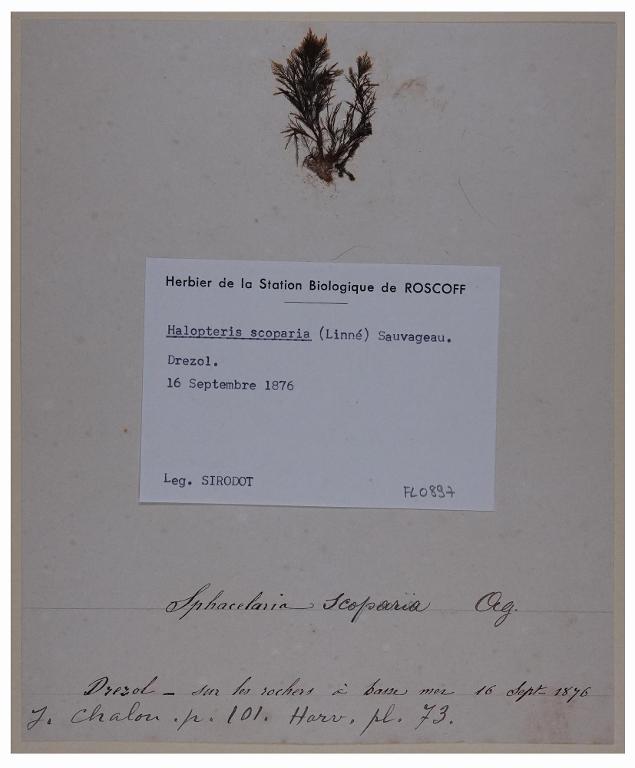 Herbier de la Station Biologique de ROSCOFF
Halopteris scoparia (Linné) Sauvageau.
Drezol.
16 Septembre 1876
Leg. SIRODOT
FL0897
Sphacelaria scoparia Ag.
Drezol - sur les rochers à basse mer 16 Sept 1876
J. Chalon . p. 101. Harv. pl. 73.